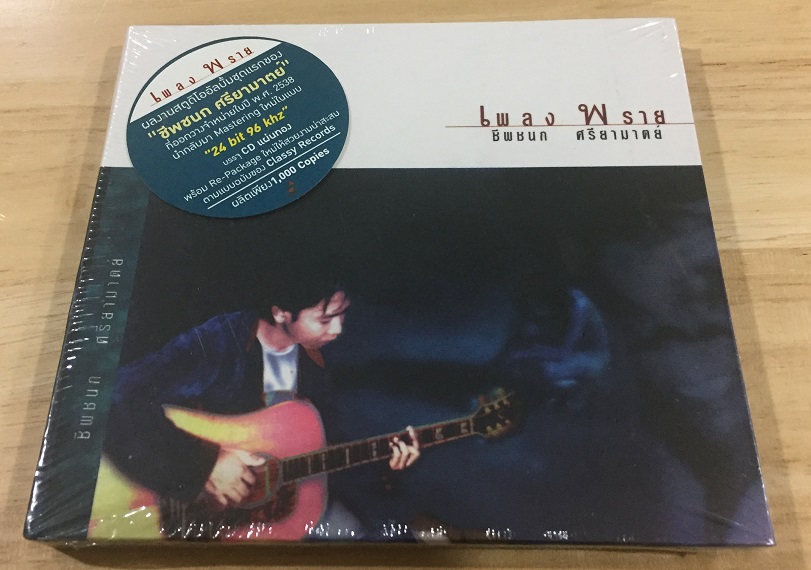 เพลง พราย
ผลงานสตูดิโออัลบั้มชุดแรกของ
"ชีพชนก ศรียามาตย์"
ที่ออกวางจำหน่ายในปี พ.ศ. 2538
นำกลับมา Mastering ใหม่ในแบบ
"24 bit 96 khz"
บรรจุ CD แผ่นทอง
พร้อม Re-Package ใหม่ให้สวยงามน่าสะสม
ตามแบบฉบับของ Classy Records
ผลิตเพียง 1,000 Copies
เพลง พราย
ชีพชนก ศรียามาตย์
ชีพชนก ศรียามาตย์